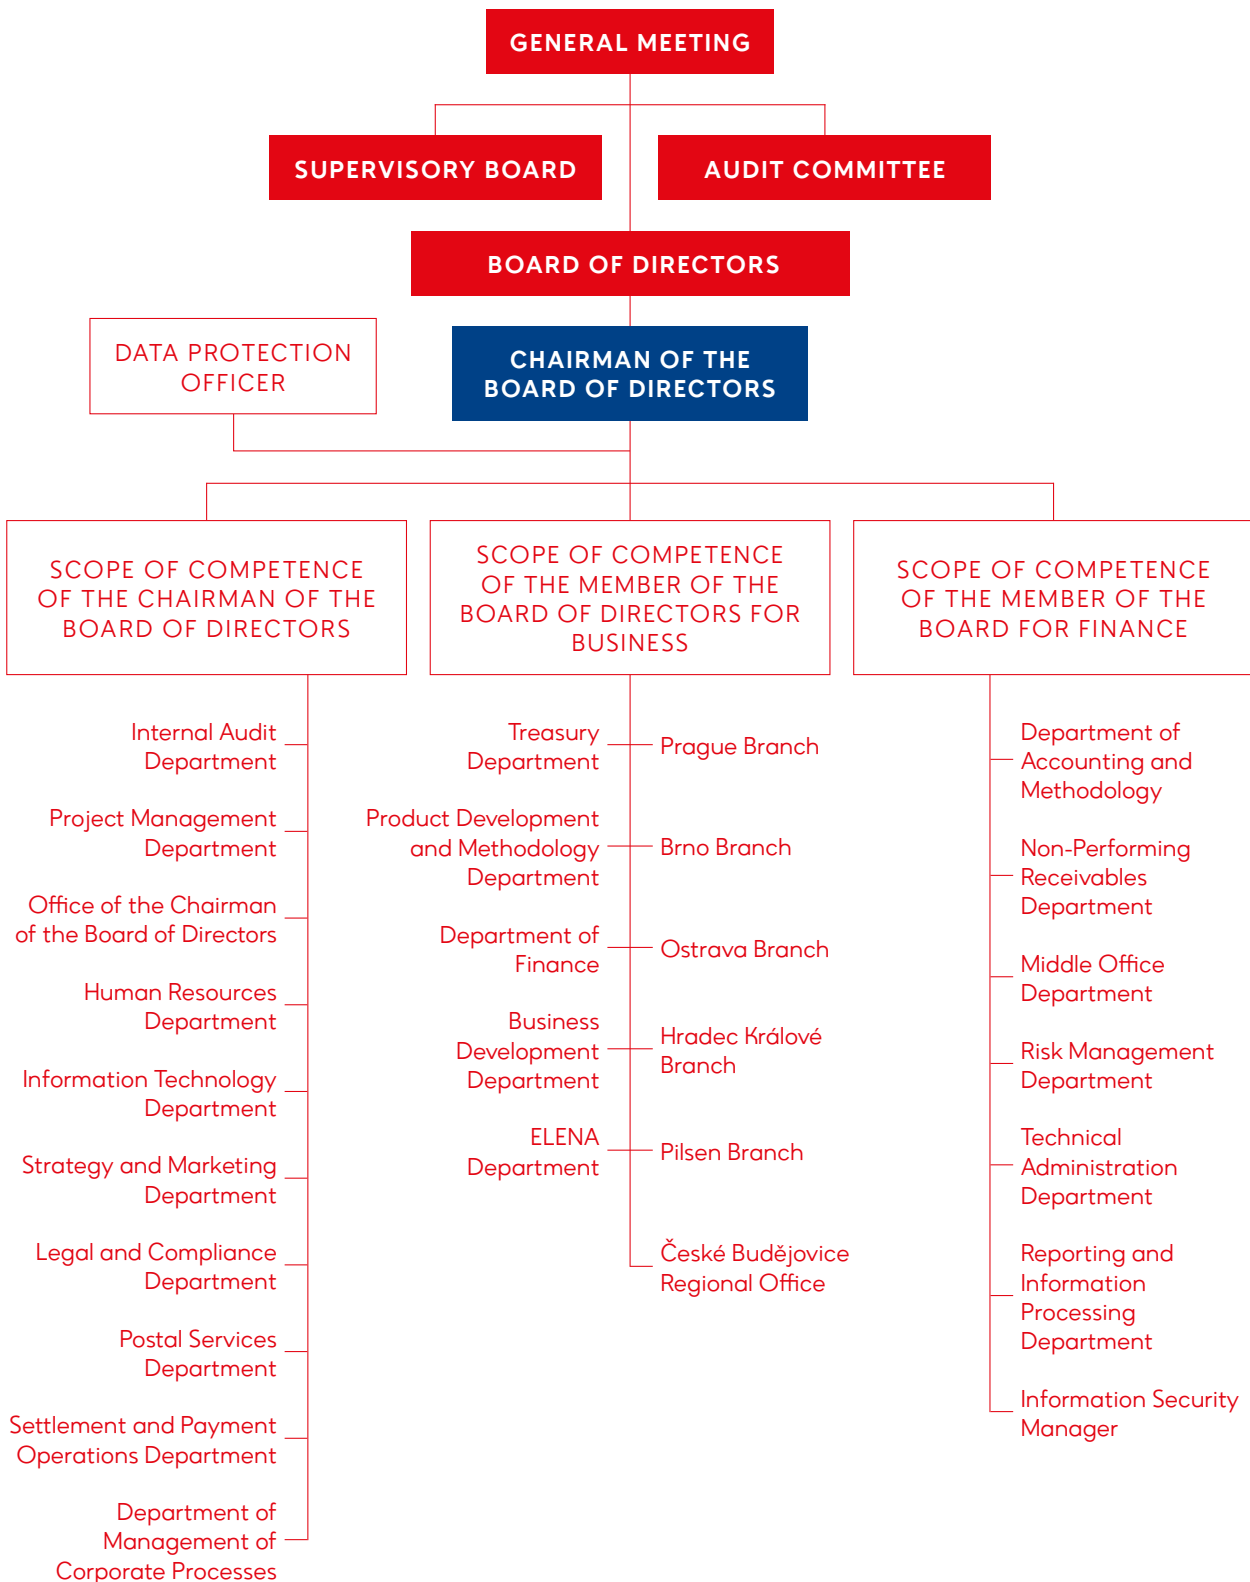 GENERAL MEETING
SUPERVISORY BOARD
AUDIT COMMITTEE
BOARD OF DIRECTORS
DATA PROTECTION
OFFICER
CHAIRMAN OF THE
BOARD OF DIRECTORS
SCOPE OF COMPETENCE
OF THE CHAIRMAN OF THE
BOARD OF DIRECTORS
SCOPE OF COMPETENCE
OF THE MEMBER OF THE
BOARD OF DIRECTORS FOR
BUSINESS
SCOPE OF COMPETENCE
OF THE MEMBER OF THE
BOARD FOR FINANCE
Internal Audit
Department
Project Management
Department
Office of the Chairman
of the Board of Directors
Human Resources
Department
Information Technology
Department
Strategy and Marketing
Department
Legal and Compliance
Department
Postal Services
Department
Settlement and Payment
Operations Department
Department of
Management of
Corporate Processes
Treasury
Department
Product Development
and Methodology
Department
Department of
Finance
Business
Development
Department
ELENA
Department
Prague Branch
Brno Branch
Ostrava Branch
Hradec Králové
Branch
Pilsen Branch
České Budějovice
Regional Office
Department of
Accounting and
Methodology
Non-Performing
Receivables
Department
Middle Office
Department
Risk Management
Department
Technical
Administration
Department
Reporting and
Information
Processing
Department
Information Security
Manager